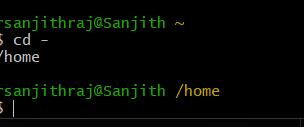 rsanjithraj@Sanjith ~
$ cd -
/home
rsanjithraj@Sanjith /home
$